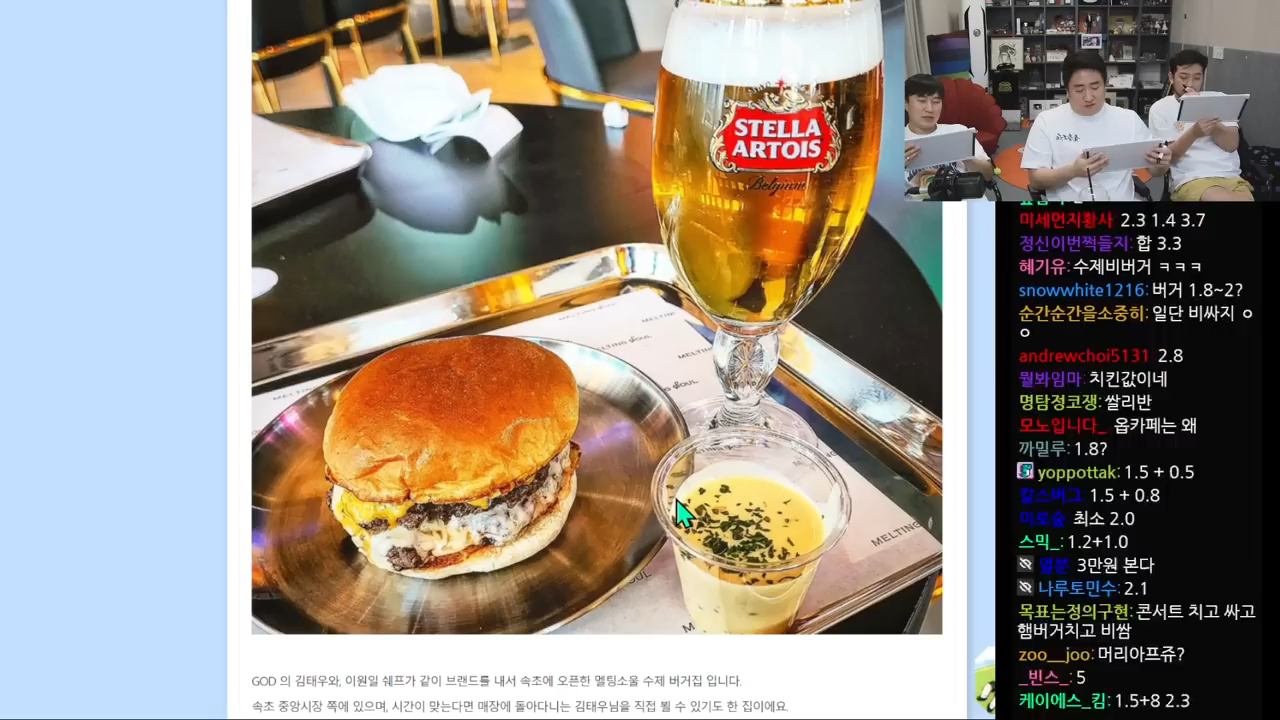 STELLA
ARTOIS
Belgium
MELTING SOUL
MELTING SOUL
MELTING
GOD 의 김태우와, 이원일 쉐프가 같이 브랜드를 내서 속초에 오픈한 멜팅소울 수제 버거집 입니다.
속초 중앙시장 쪽에 있으며, 시간이 맞는다면 매장에 돌아다니는 김태우님을 직접 뵐 수 있기도 한 집이에요.
미세먼지황사 2.3 1.4 3.7
정신이번쩍들지: 합 3.3
혜기유: 수제비버거 ㅋㅋㅋ
snowwhite1216: 버거 1.8~2?
순간순간을소중히: 일단 비싸지 ㅇ
ㅇ
andrewchoi5131 2.8
뭘봐임마: 치킨값이네
명탐정코쟁: 쌀리반
모노입니다_ 옵카페는 왜
까밀루: 1.8?
yoppottak: 1.5 + 0.5
칼스버그: 1.5 + 0.8
미로숲 최소 2.0
스믹_: 1.2+1.0
열분 3만원 본다
나루토민수: 2.1
목표는정의구현: 콘서트 치고 싸고
햄버거치고 비쌈
zoo__joo: 머리아프쥬?
_빈스_: 5
케이에스_킴: 1.5+8 2.3